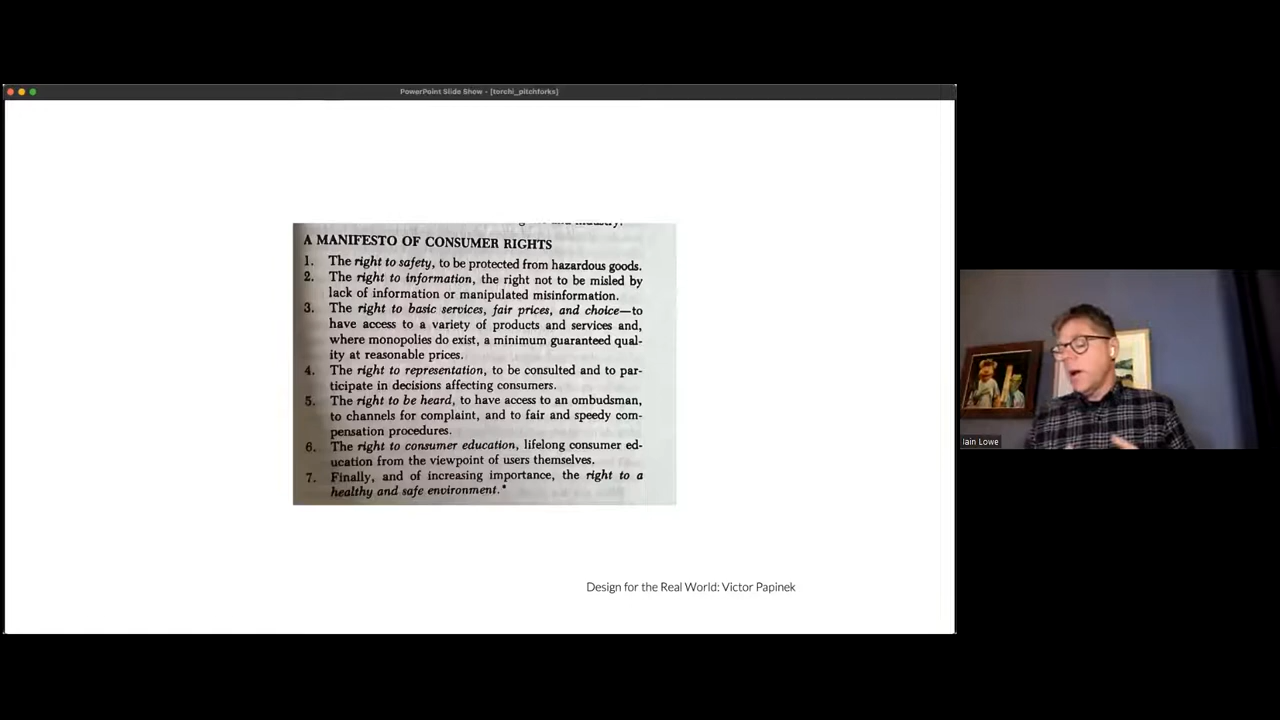 PowerPoint Slide Show - [torchi_pitchforks]
and industry.
A MANIFESTO OF CONSUMER RIGHTS
1. The right to safety, to be protected from hazardous goods.
2. The right to information, the right not to be misled by
lack of information or manipulated misinformation.
3. The right to basic services, fair prices, and choice—to
have access to a variety of products and services and,
where monopolies do exist, a minimum guaranteed qual-
ity at reasonable prices.
4. The right to representation, to be consulted and to par-
ticipate in decisions affecting consumers.
5. The right to be heard, to have access to an ombudsman,
to channels for complaint, and to fair and speedy com-
pensation procedures.
6. The right to consumer education, lifelong consumer ed-
ucation from the viewpoint of users themselves.
7. Finally, and of increasing importance, the right to a
healthy and safe environment.*
Design for the Real World: Victor Papinek
Iain Lowe